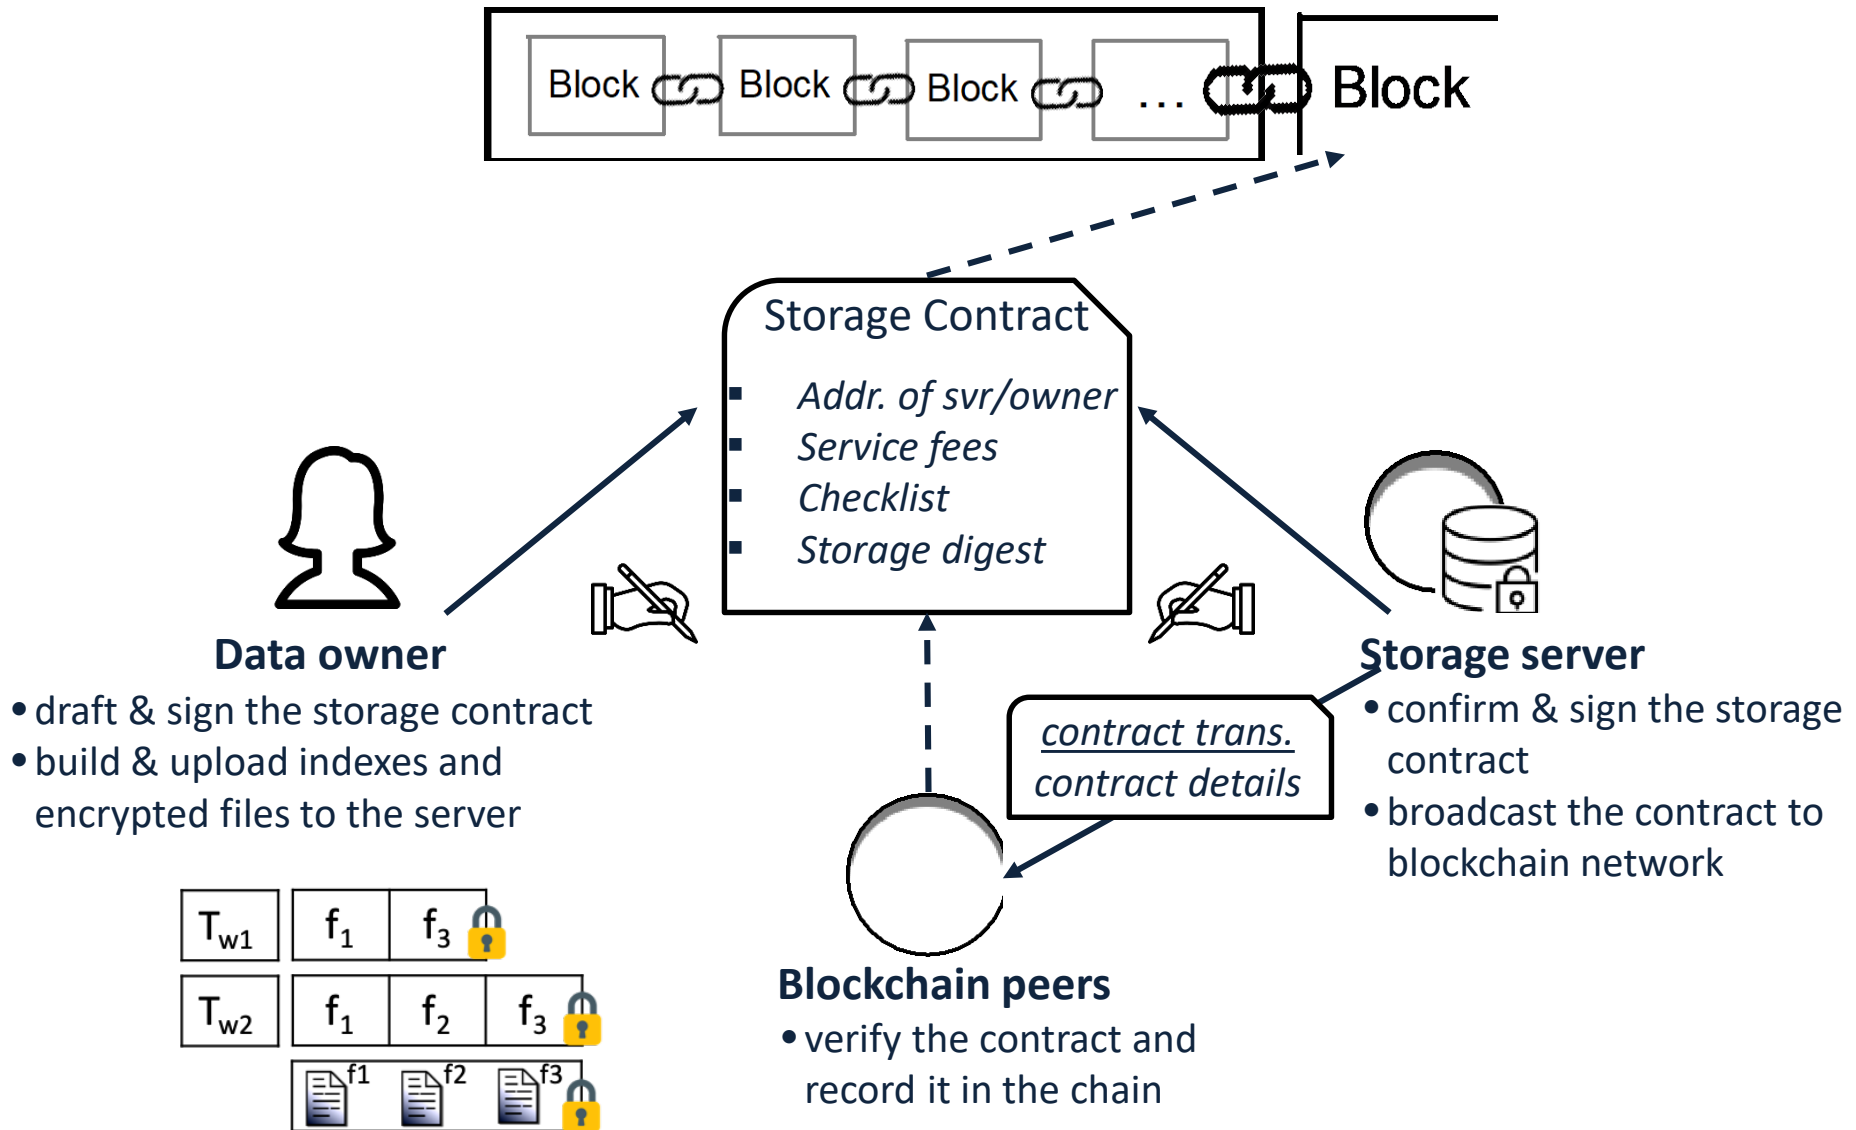 Block Block Block ... Block
Storage Contract
▪ Addr. of svr/owner
▪ Service fees
▪ Checklist
▪ Storage digest
Data owner
• draft & sign the storage contract
• build & upload indexes and
encrypted files to the server
Storage server
• confirm & sign the storage
contract
• broadcast the contract to
blockchain network
contract trans.
contract details
Blockchain peers
• verify the contract and
record it in the chain
Tw1 f1 f3
Tw2 f1 f2 f3
f1 f2 f3